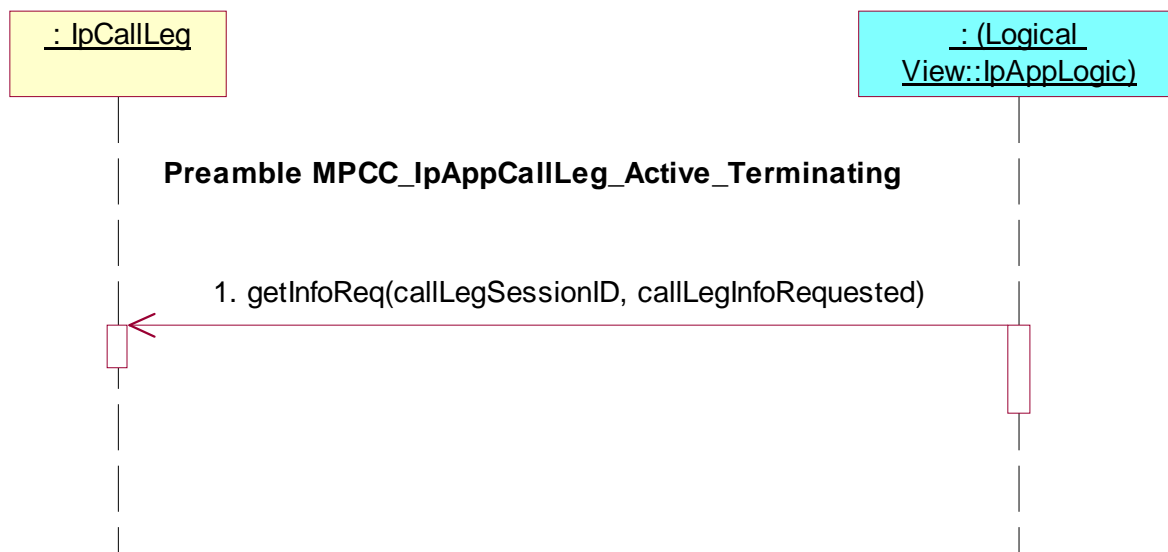 : IpCallLeg
: (Logical
View::IpAppLogic)
Preamble MPCC_IpAppCallLeg_Active_Terminating
1. getInfoReq(callLegSessionID, callLegInfoRequested)